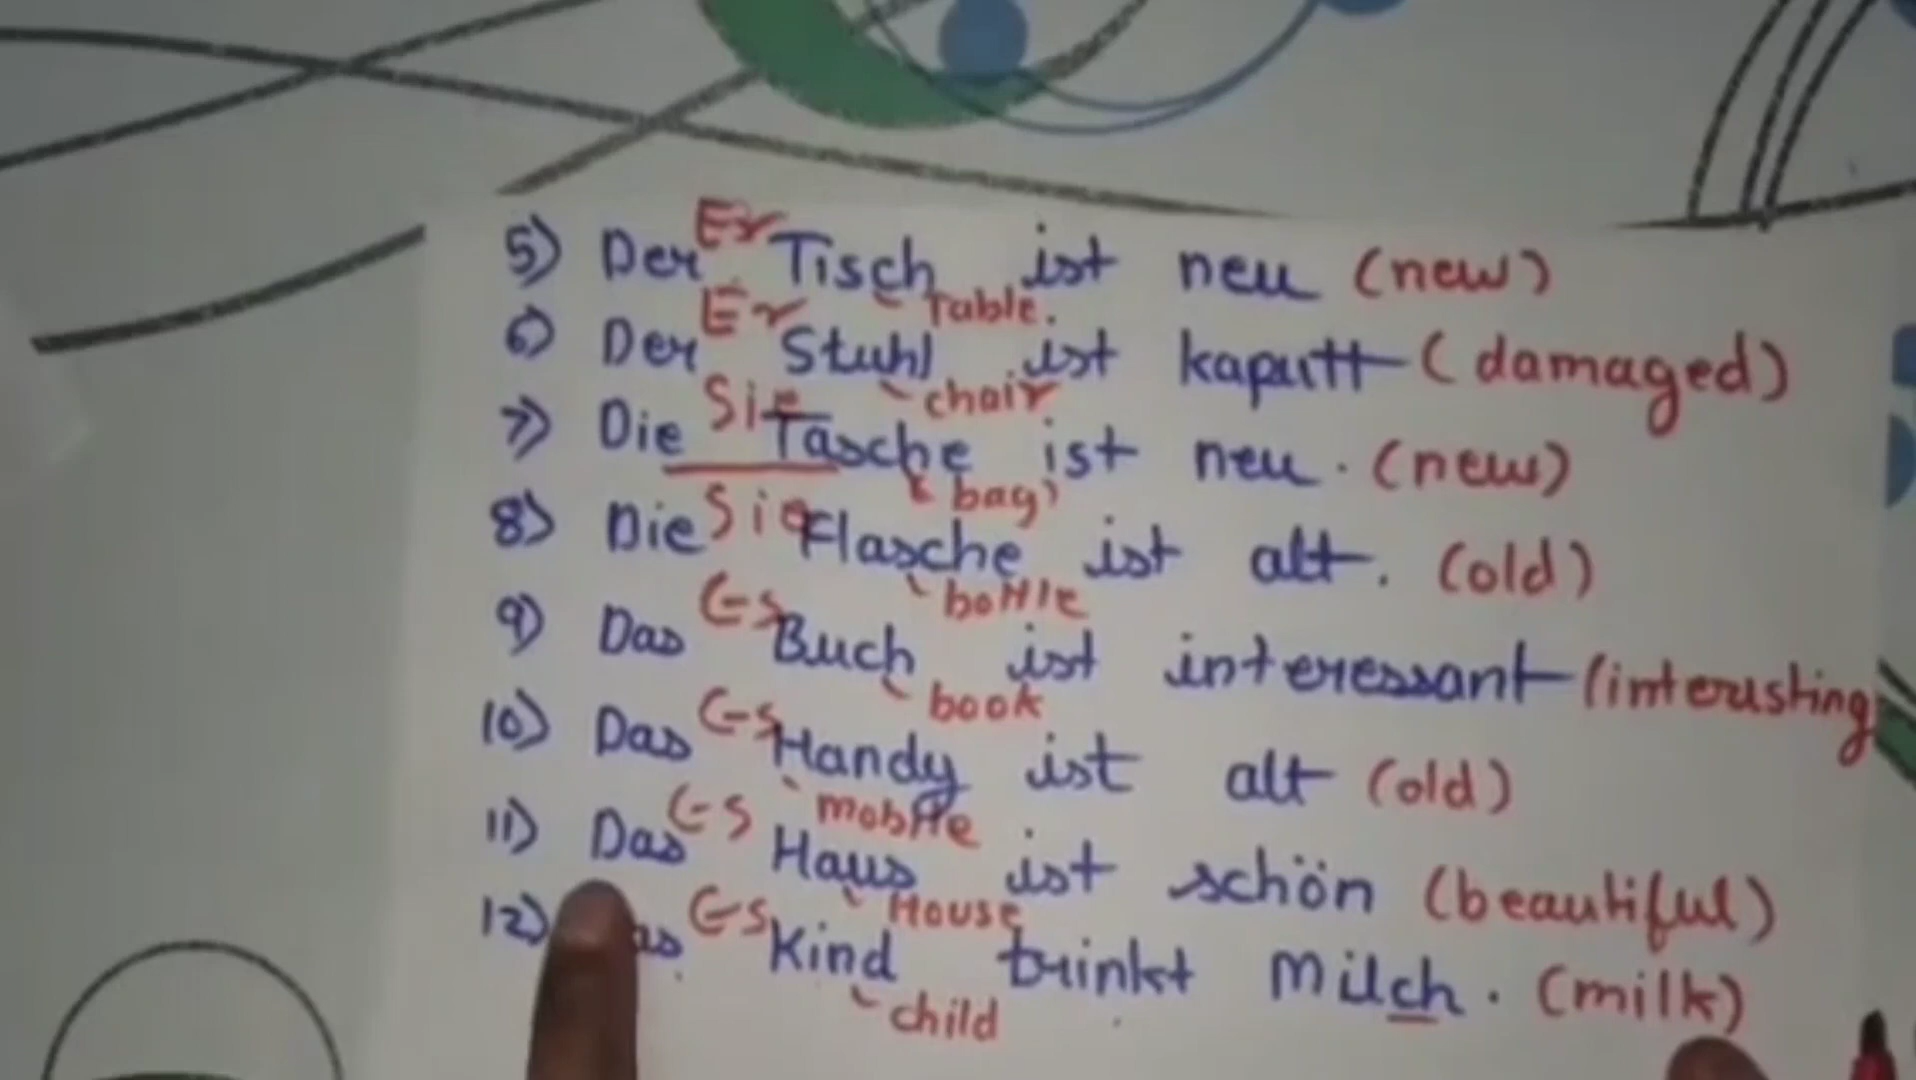 Er
5) Der Tisch ist neu (new)
Er Table.
6) Der Stuhl ist kaputt (damaged)
Sie chair
7) Die Tasche ist neu. (new)
Sie bag
8) Die Flasche ist alt. (old)
Es bottle
9) Das Buch ist interessant (interusting
Es book
10) Das Handy ist alt (old)
Es mobile
11) Das Haus ist schön (beautiful)
Es House
12) as Kind trinkt Milch. (milk)
child